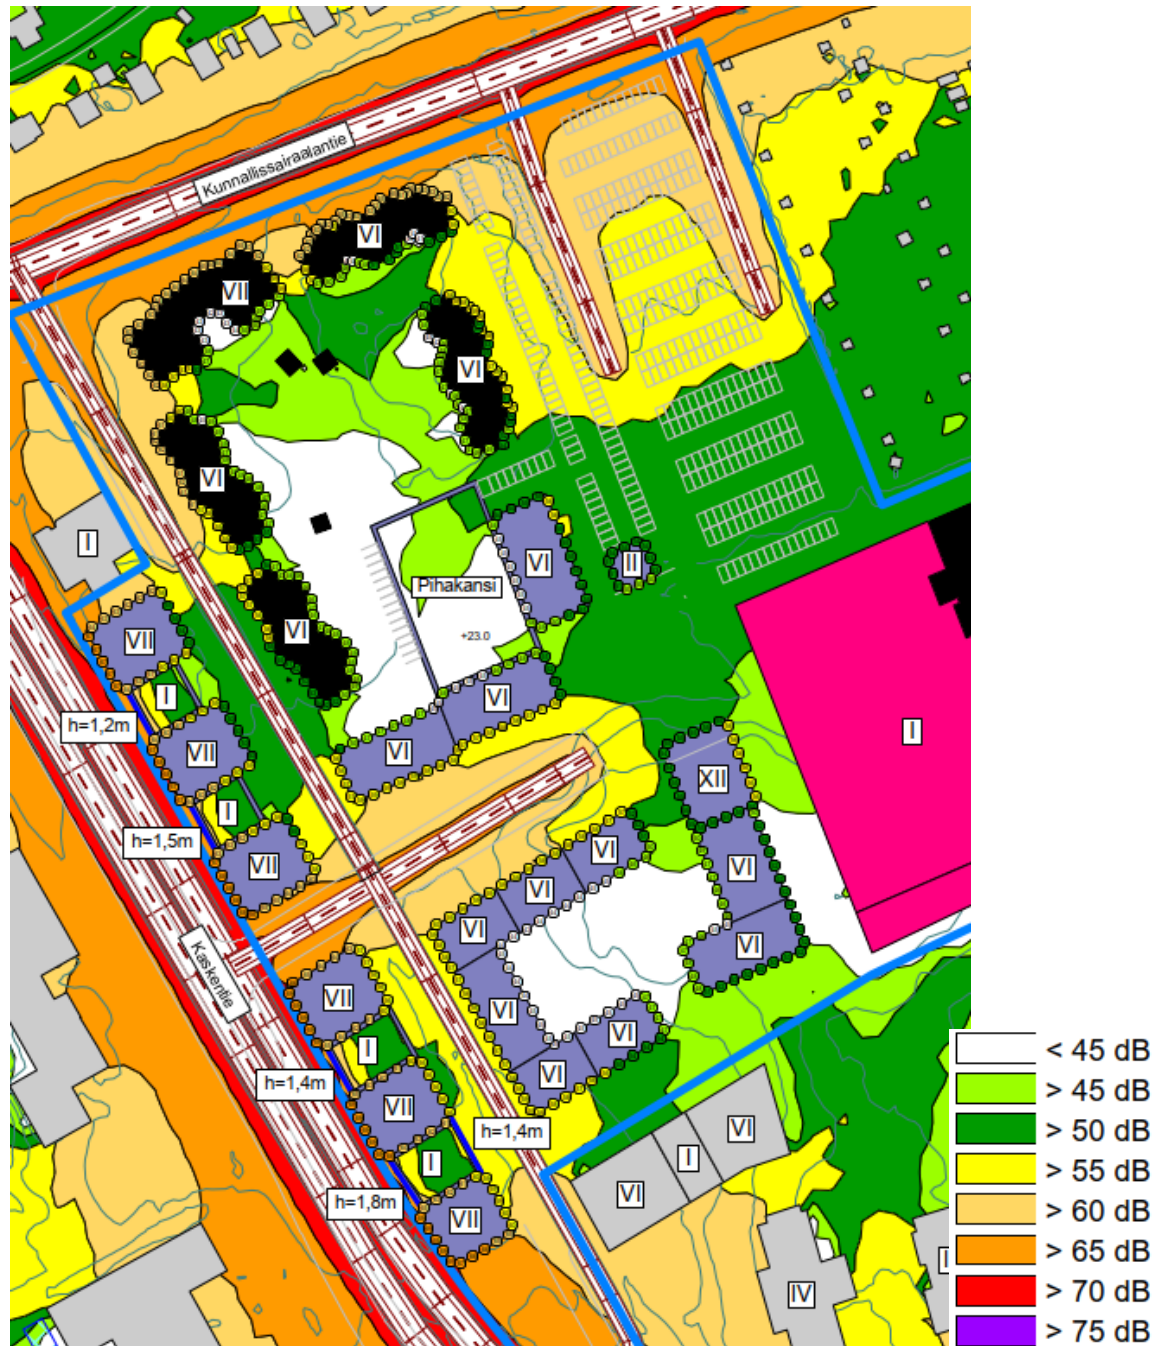 Kunnallissairaalantie
VI
VII
VI
VI
I
VI
II
Pihakansi
+23.0
VI
VII
I
VI
h=1,2m
VII
VI
I
XII
I
h=1,5m
VII
VI
VI
VI
VI
VI
Kaskentie
VII
VI
VI
I
VI
h=1,4m
VII
h=1,4m
VI
I
I
VI
h=1,8m
VII
IV
I
< 45 dB
> 45 dB
> 50 dB
> 55 dB
> 60 dB
> 65 dB
> 70 dB
> 75 dB